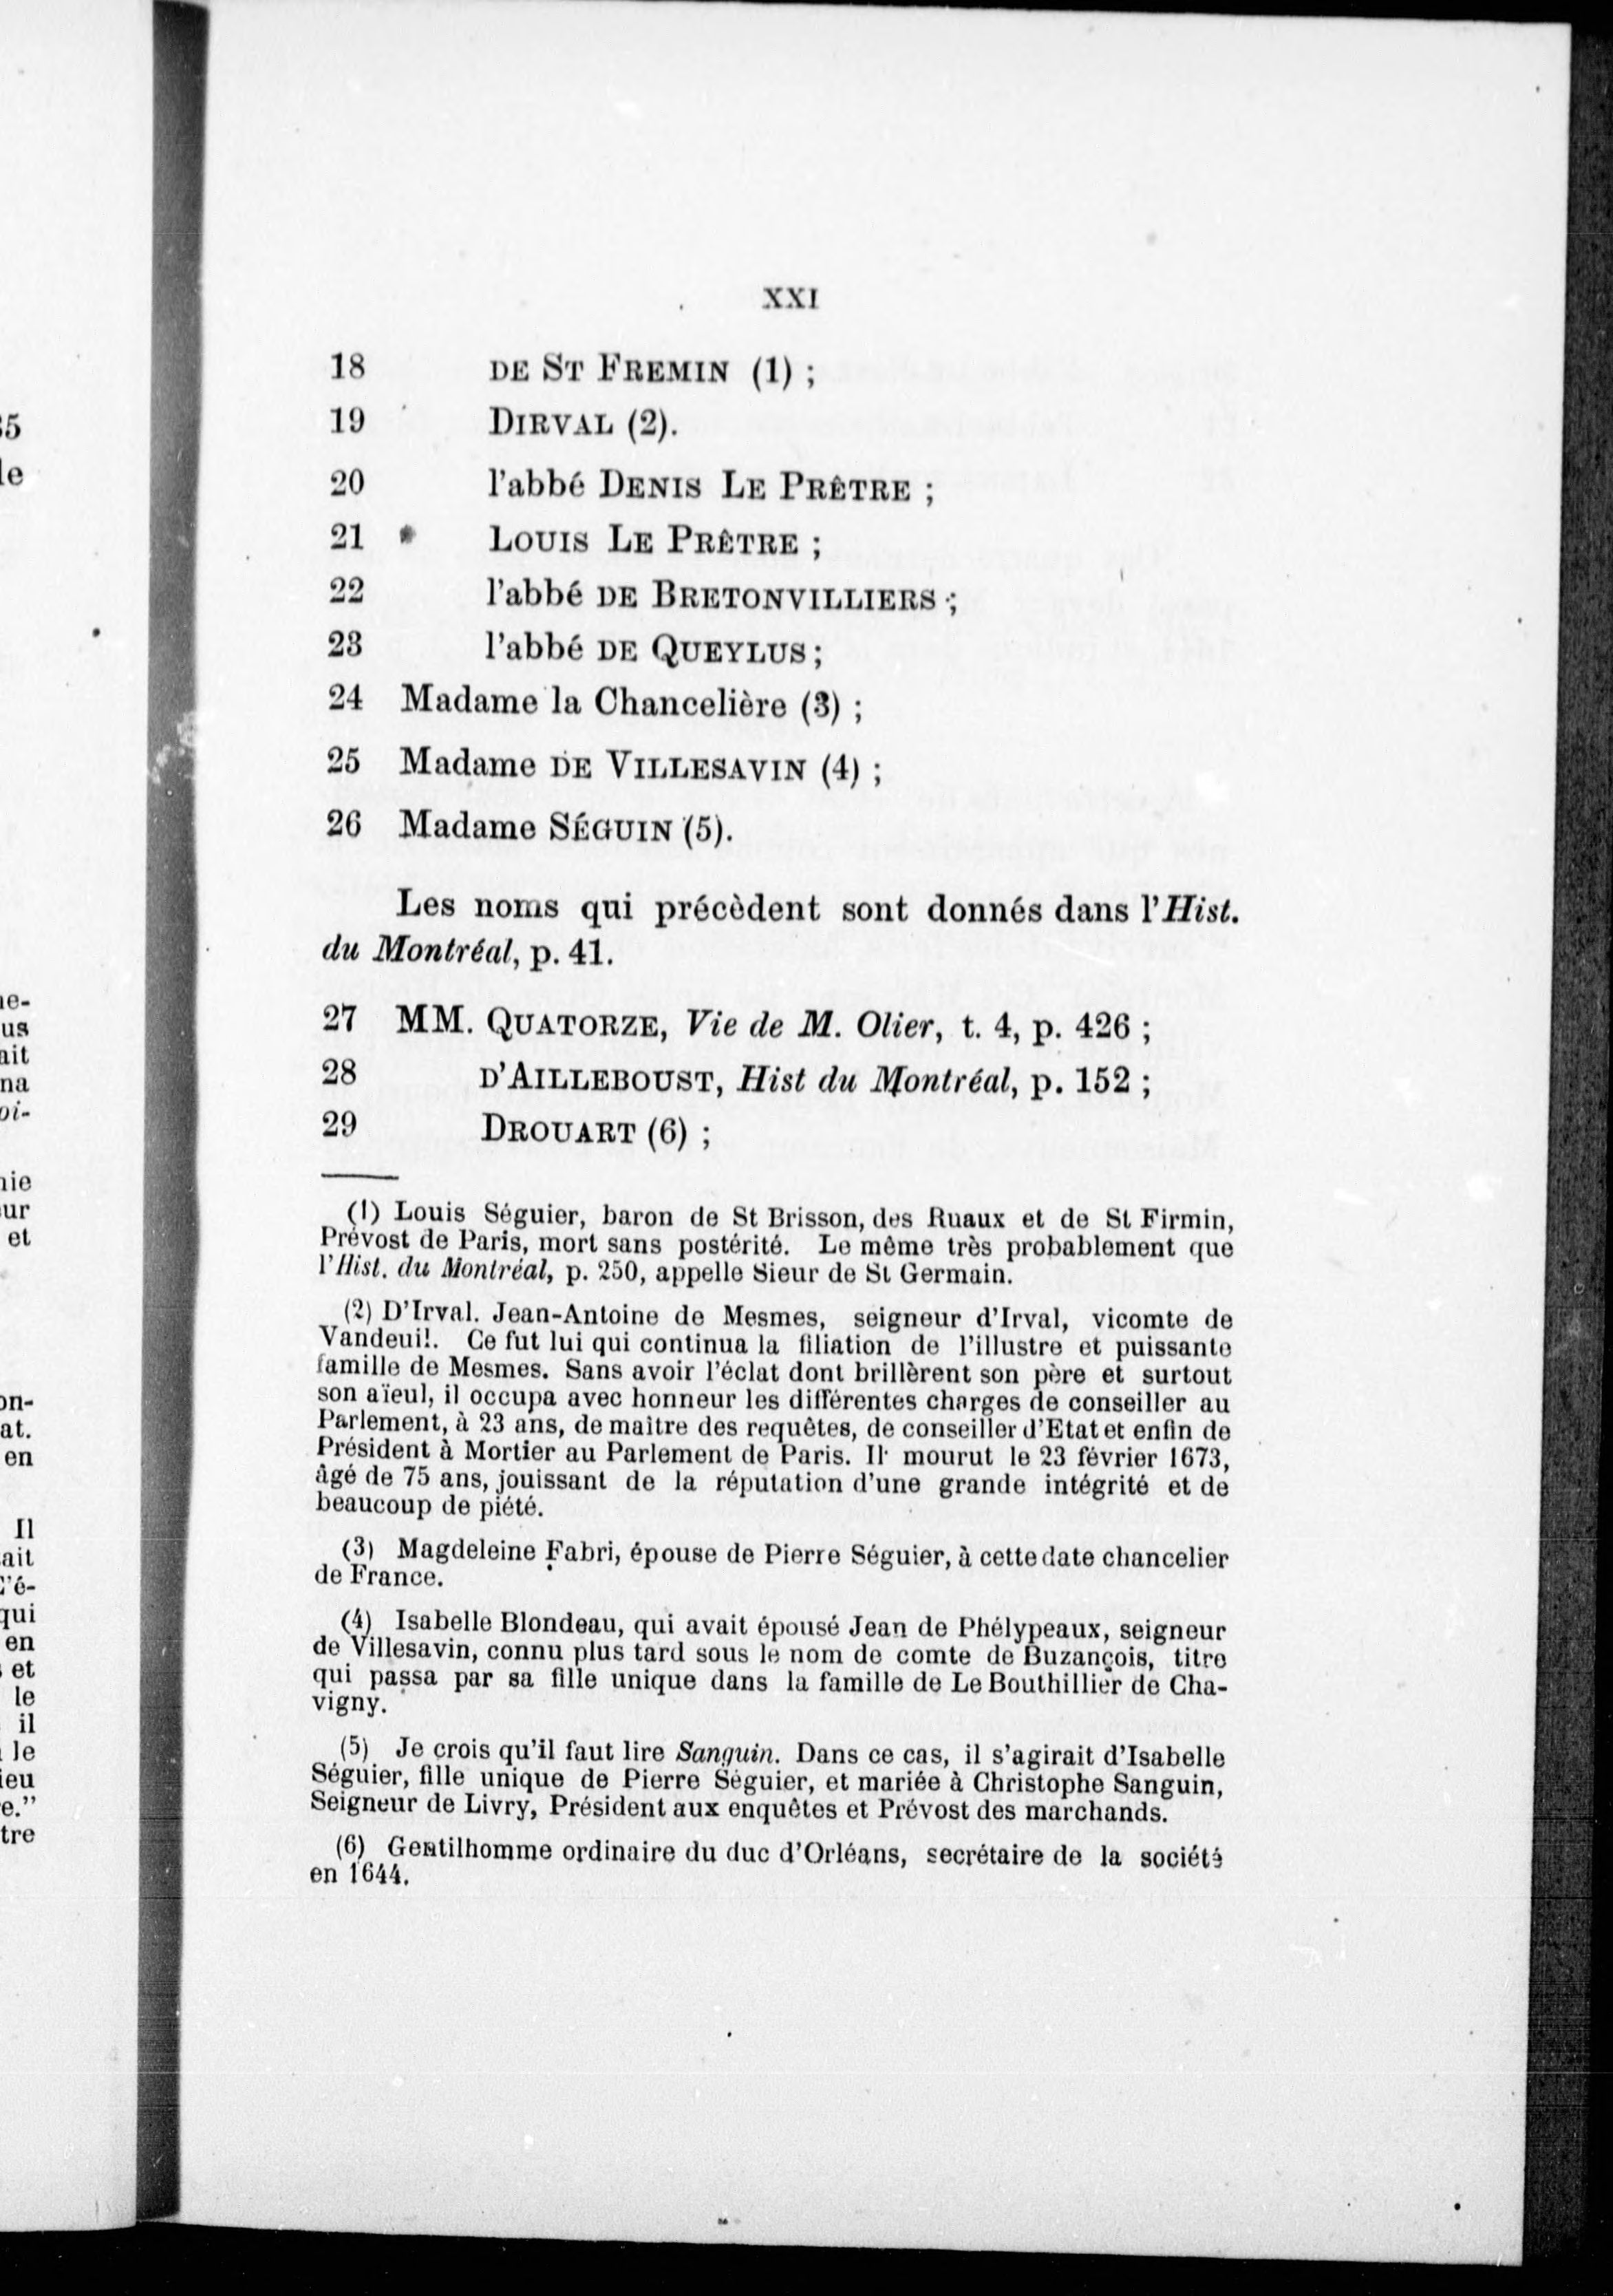 XXI
18 DE ST FREMIN (1) ;
19 DIRVAL (2).
20 l'abbé DENIS LE PRÊTRE ;
21 LOUIS LE PRÊTRE ;
22 l'abbé DE BRETONVILLIERS ;
23 l'abbé DE QUEYLUS ;
24 Madame la Chancelière (3) ;
25 Madame DE VILLESAVIN (4) ;
26 Madame SÉGUIN (5).
Les noms qui précèdent sont donnés dans l'Hist.
du Montréal, p. 41.
27 MM. QUATORZE, Vie de M. Olier, t. 4, p. 426 ;
28 D'AILLEBOUST, Hist du Montréal, p. 152 ;
29 DROUART (6) ;
(1) Louis Séguier, baron de St Brisson, des Ruaux et de St Firmin,
Prévost de Paris, mort sans postérité. Le même très probablement que
l'Hist. du Montréal, p. 250, appelle Sieur de St Germain.
(2) D'Irval. Jean-Antoine de Mesmes, seigneur d'Irval, vicomte de
Vandeuil. Ce fut lui qui continua la filiation de l'illustre et puissante
famille de Mesmes. Sans avoir l'éclat dont brillèrent son père et surtout
son aïeul, il occupa avec honneur les différentes charges de conseiller au
Parlement, à 23 ans, de maître des requêtes, de conseiller d'Etat et enfin de
Président à Mortier au Parlement de Paris. Il mourut le 23 février 1673,
âgé de 75 ans, jouissant de la réputation d'une grande intégrité et de
beaucoup de piété.
(3) Magdeleine Fabri, épouse de Pierre Séguier, à cette date chancelier
de France.
(4) Isabelle Blondeau, qui avait épousé Jean de Phélypeaux, seigneur
de Villesavin, connu plus tard sous le nom de comte de Buzançois, titre
qui passa par sa fille unique dans la famille de Le Bouthillier de Cha-
vigny.
(5) Je crois qu'il faut lire Sanguin. Dans ce cas, il s'agirait d'Isabelle
Séguier, fille unique de Pierre Séguier, et mariée à Christophe Sanguin,
Seigneur de Livry, Président aux enquêtes et Prévost des marchands.
(6) Gentilhomme ordinaire du duc d'Orléans, secrétaire de la société
en 1644.